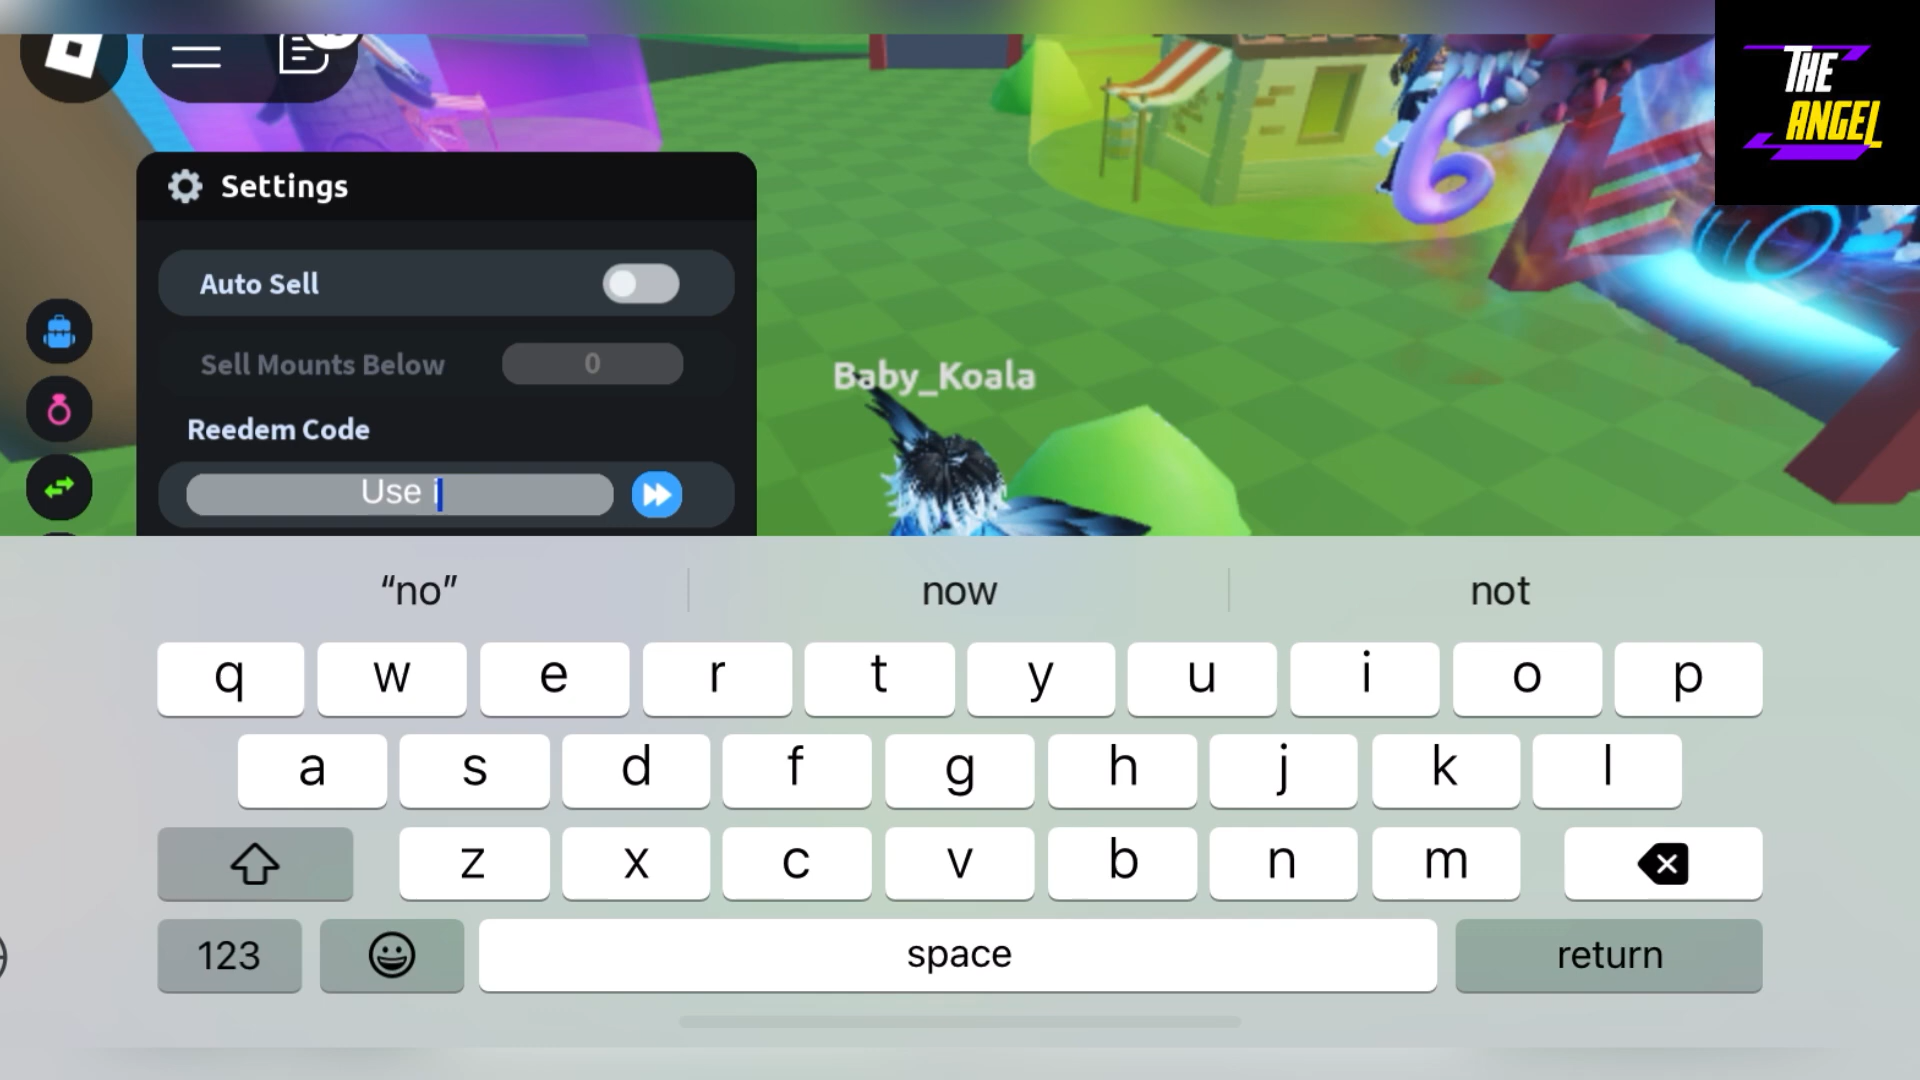 THE
ANGEL
Settings
Auto Sell
Sell Mounts Below 0
Reedem Code
Use i
Baby_Koala
6
“no” now not
q w e r t y u i o p
a s d f g h j k l
z x c v b n m
123 space return